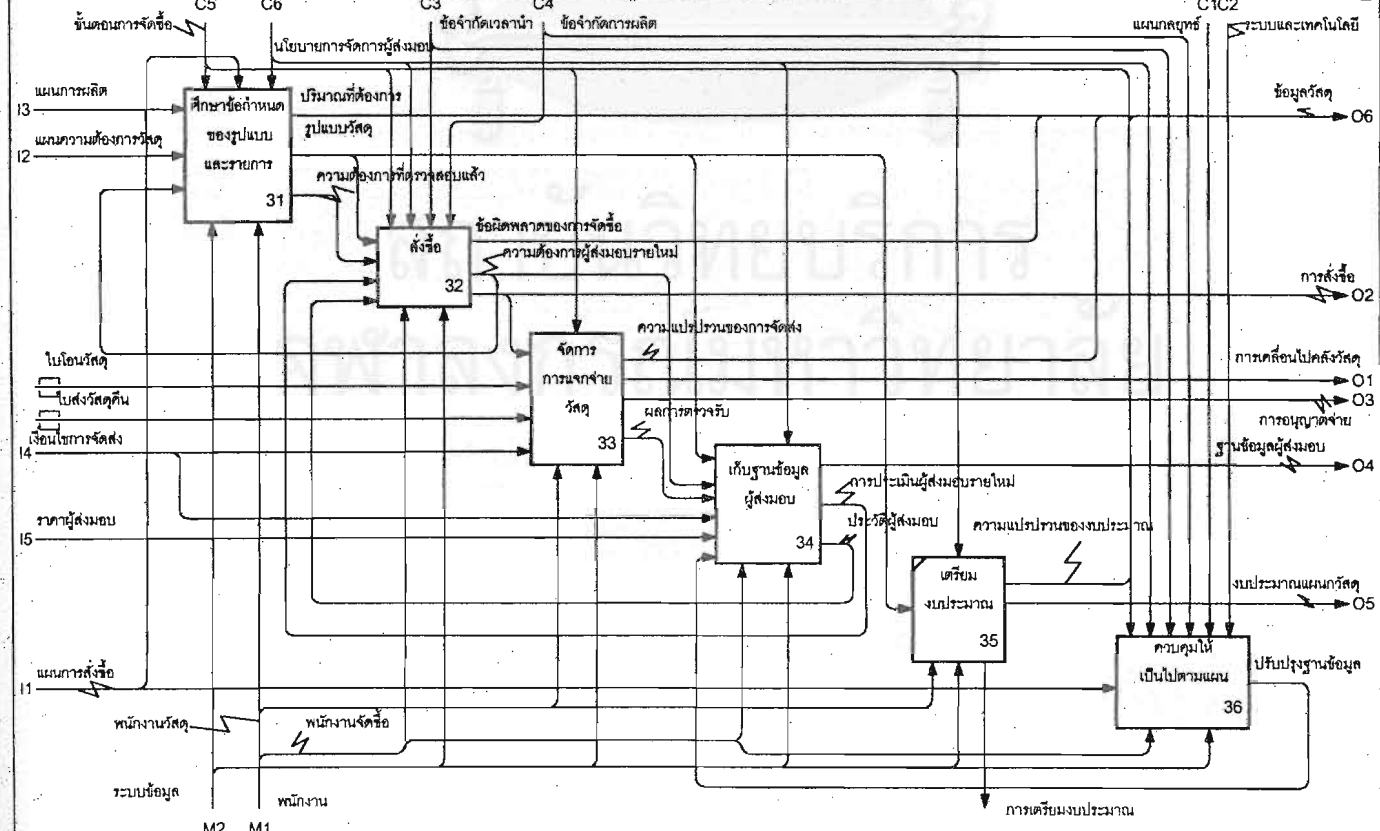 C5 C6 C3 C4 C1C2
ขั้นตอนการจัดซื้อ
ข้อจำกัดเวลานำ
ข้อจำกัดการผลิต
แผนกลยุทธ์
ระบบและเทคโนโลยี
นโยบายการจัดการผู้ส่งมอบ
แผนการผลิต
I3
แผนความต้องการวัสดุ
I2
ศึกษาข้อกำหนด
ของรูปแบบ
และรายการ
31
ปริมาณที่ต้องการ
รูปแบบวัสดุ
ความต้องการที่ตรวจสอบแล้ว
ข้อมูลวัสดุ
O6
สั่งซื้อ
32
ข้อผิดพลาดของการจัดซื้อ
ความต้องการผู้ส่งมอบรายใหม่
การสั่งซื้อ
O2
ใบโอนวัสดุ
ใบส่งวัสดุคืน
เงื่อนไขการจัดส่ง
I4
จัดการ
การแจกจ่าย
วัสดุ
33
ความแปรปรวนของการจัดส่ง
ผลการตรวจรับ
การเคลื่อนไปคลังวัสดุ
O1
O3
การอนุญาตจ่าย
ฐานข้อมูลผู้ส่งมอบ
O4
ราคาผู้ส่งมอบ
I5
เก็บฐานข้อมูล
ผู้ส่งมอบ
34
การประเมินผู้ส่งมอบรายใหม่
ประวัติผู้ส่งมอบ
ความแปรปรวนของงบประมาณ
เตรียม
งบประมาณ
35
งบประมาณแผนกวัสดุ
O5
ควบคุมให้
เป็นไปตามแผน
36
ปรับปรุงฐานข้อมูล
แผนการสั่งซื้อ
I1
พนักงานวัสดุ
พนักงานจัดซื้อ
ระบบข้อมูล
พนักงาน
การเตรียมงบประมาณ
M2 M1
สถาบันวิทยบริการ
จุฬาลงกรณ์มหาวิทยาลัย